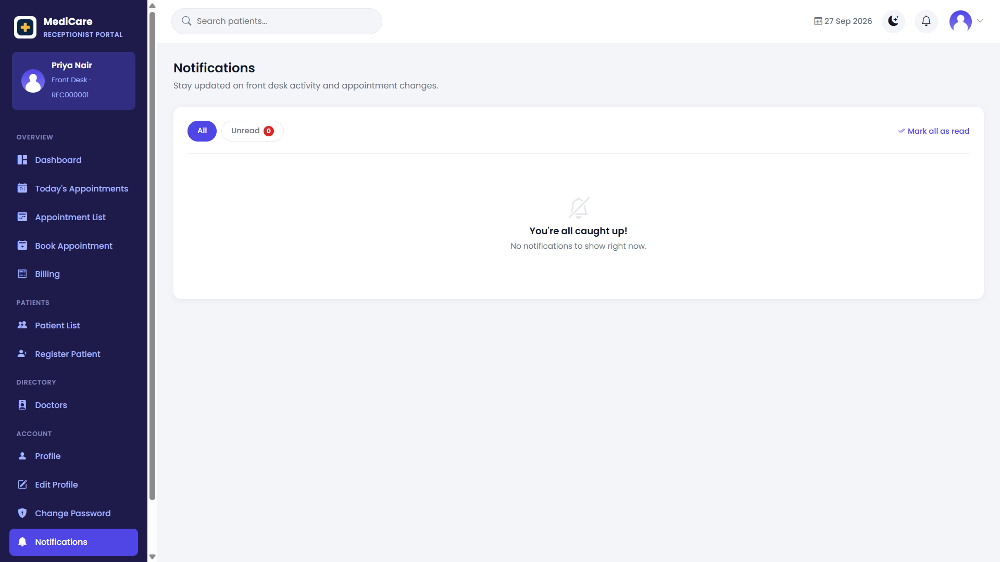 MediCare
RECEPTIONIST PORTAL
Priya Nair
Front Desk ·
REC000001
OVERVIEW
Dashboard
Fri
Today's Appointments
Appointment List
Book Appointment
Billing
PATIENTS
Patient List
Register Patient
DIRECTORY
Doctors
ACCOUNT
Profile
Edit Profile
Change Password
Notifications
Search patients...
27 Sep 2026
Notifications
Stay updated on front desk activity and appointment changes.
All
Unread 0
Mark all as read
You're all caught up!
No notifications to show right now.